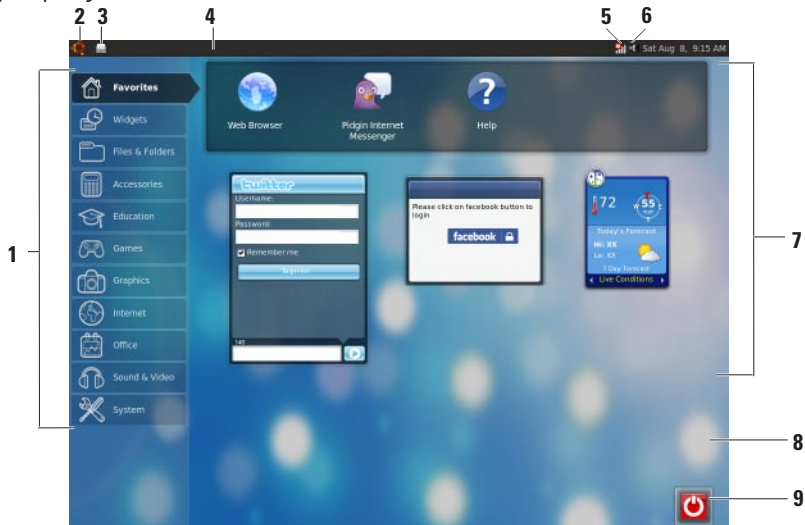 2 3 4 5 6
Sat Aug 8, 9:15 AM
1
Favorites
Widgets
Files & Folders
Accessories
Education
Games
Graphics
Internet
Office
Sound & Video
System
Web Browser
Pidgin Internet
Messenger
Help
twitter
Username:
Password:
Remember me
Sign-in
140
Please click on facebook button to
login
facebook
72
55
Today's Forecast
Hi: XX
Lo: XX
7 Day Forecast
Live Conditions
7
8
9